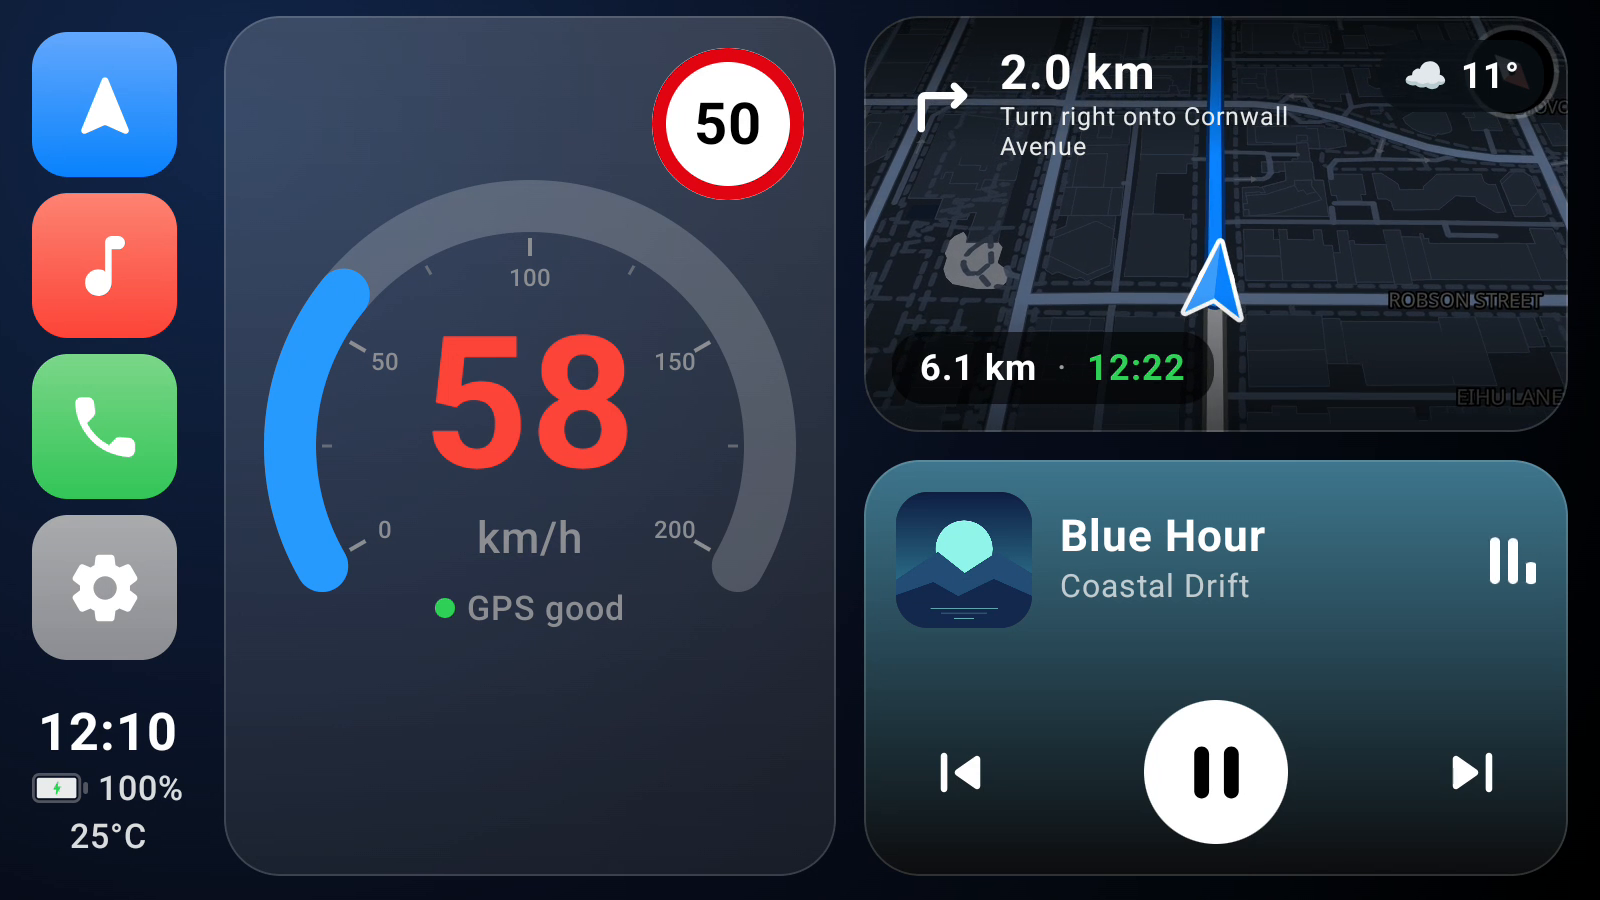 12:10
100%
25°C
50
100
50
150
58
0
km/h
200
GPS good
2.0 km
Turn right onto Cornwall
Avenue
11°
ROBSON STREET
6.1 km · 12:22
EIHU LANE
Blue Hour
Coastal Drift